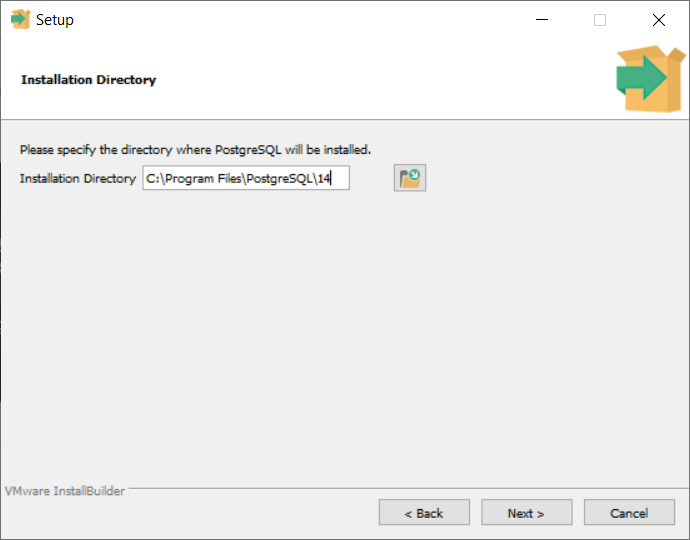 Setup
Installation Directory
Please specify the directory where PostgreSQL will be installed.
Installation Directory C:\Program Files\PostgreSQL\14
VMware InstallBuilder
< Back Next > Cancel